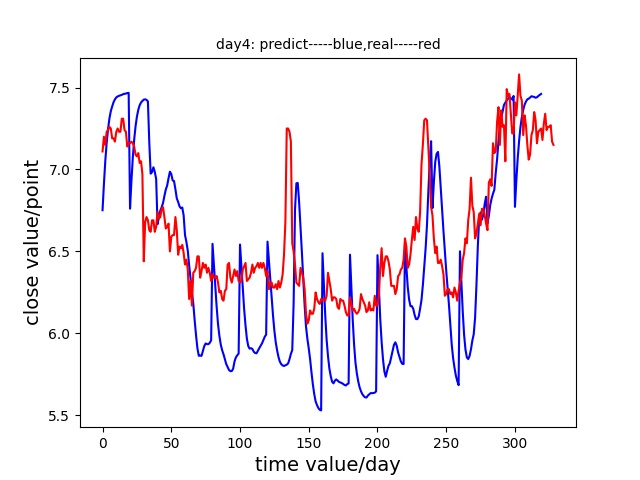 day4: predict-----blue,real-----red
close value/point
7.5
7.0
6.5
6.0
5.5
0 50 100 150 200 250 300
time value/day